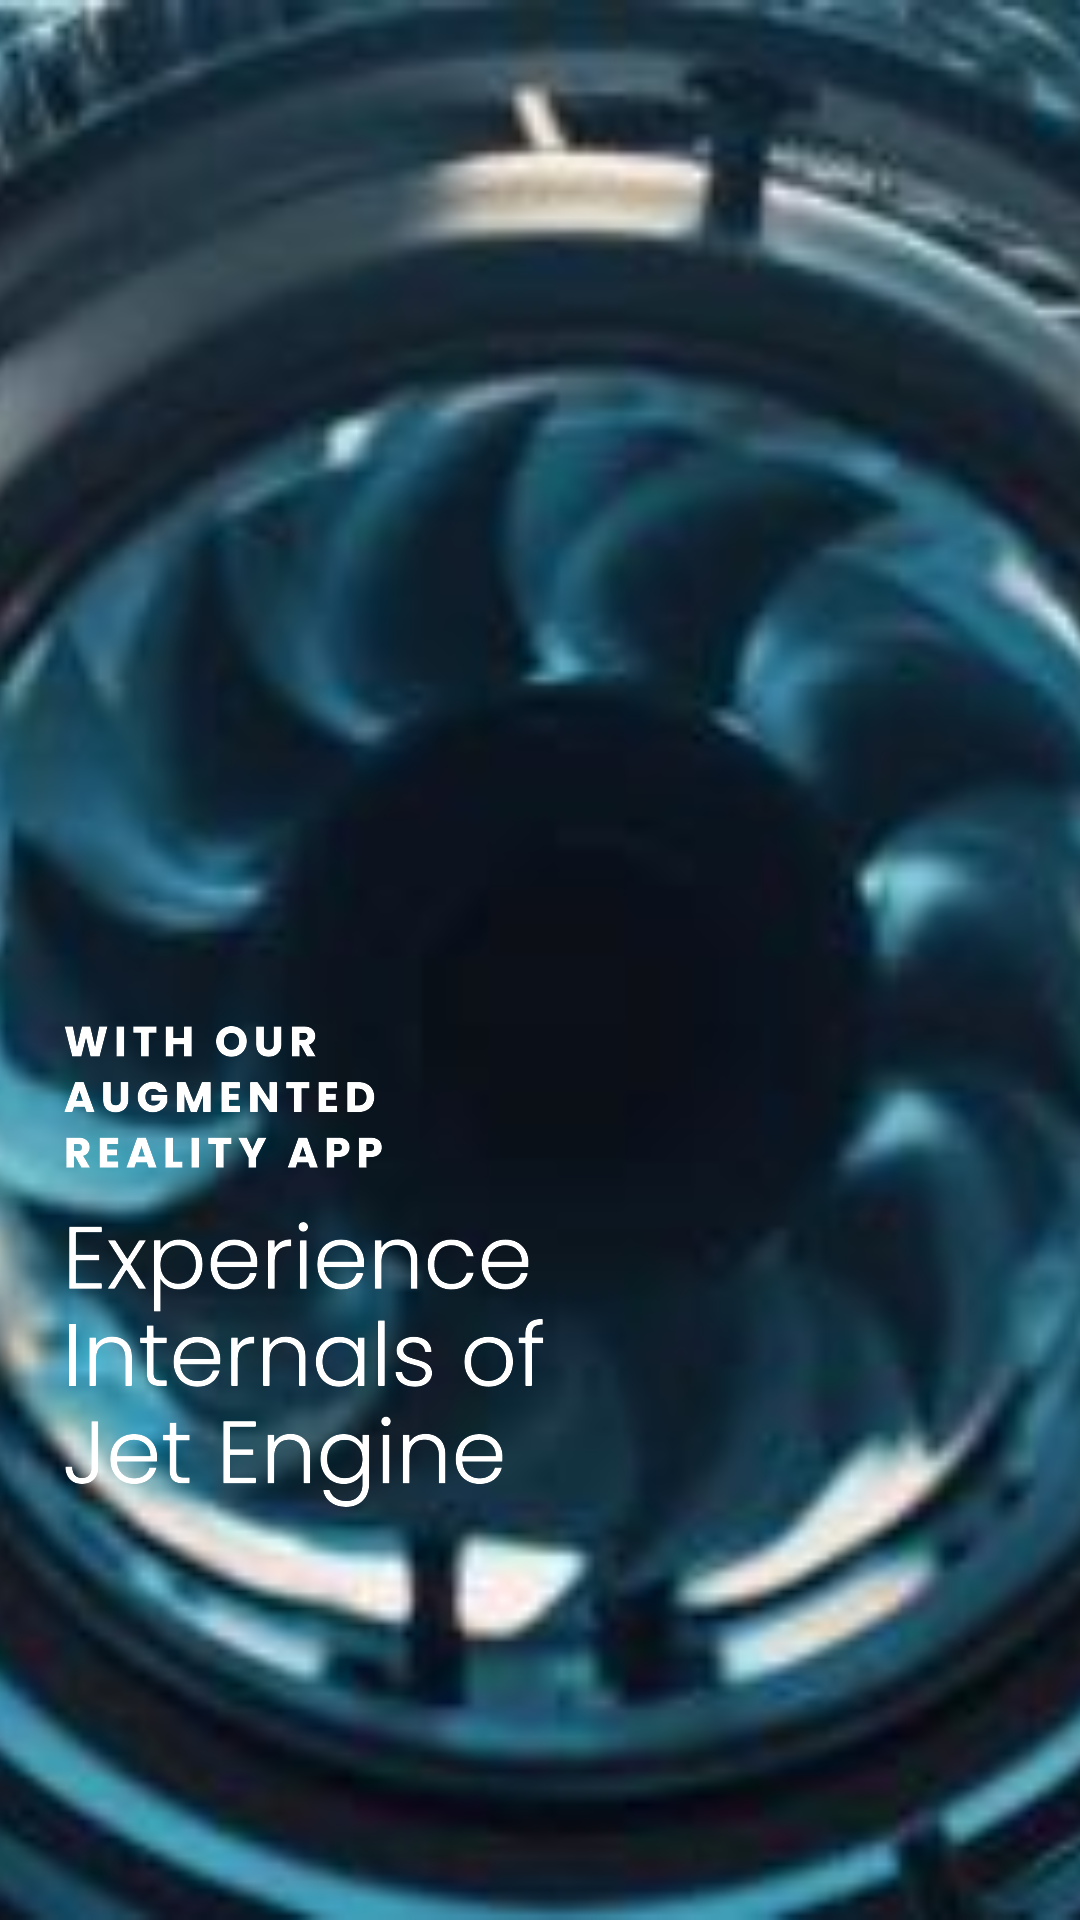 WITH OUR
AUGMENTED
REALITY APP
Experience
Internals of
Jet Engine